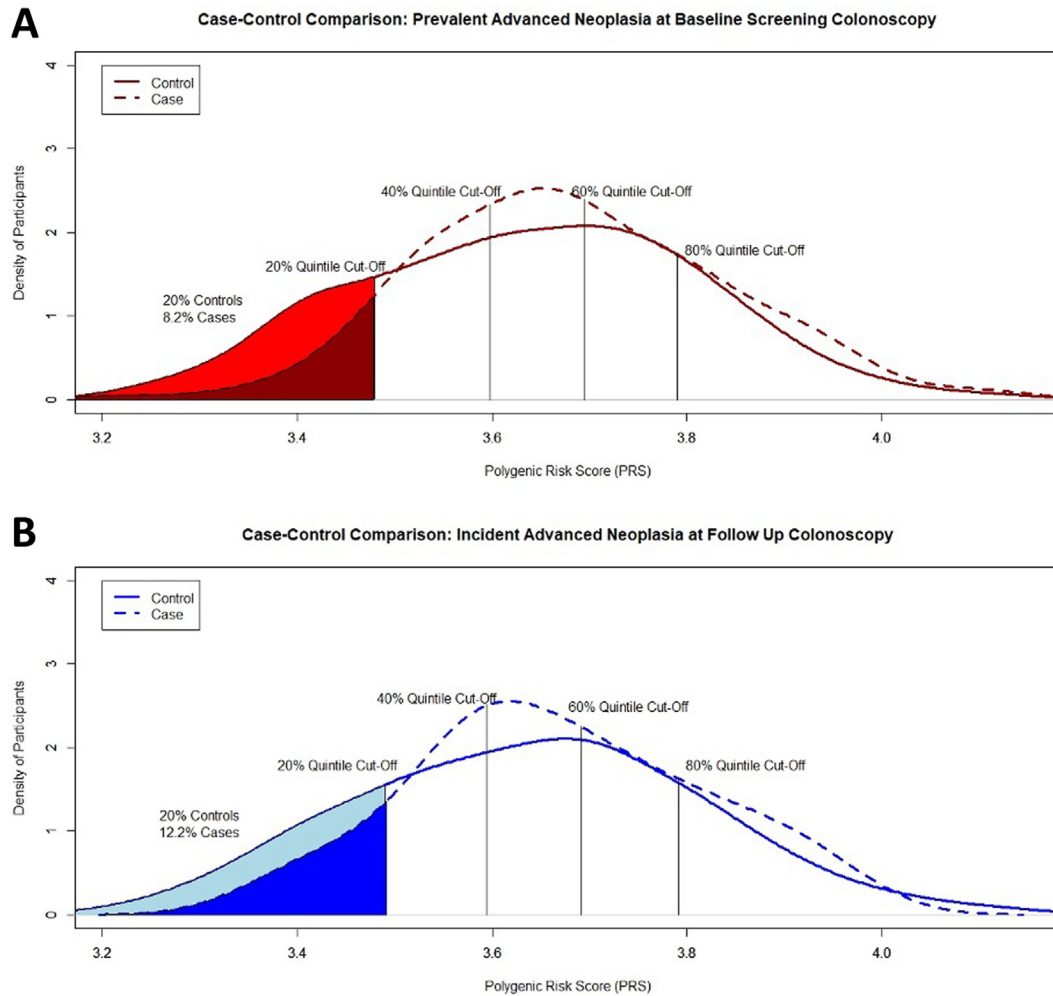 A
Case-Control Comparison: Prevalent Advanced Neoplasia at Baseline Screening Colonoscopy
Control
Case
Density of Participants
4
3
2
1
0
20% Controls
8.2% Cases
20% Quintile Cut-Off
40% Quintile Cut-Off
60% Quintile Cut-Off
80% Quintile Cut-Off
3.2
3.4
3.6
3.8
4.0
Polygenic Risk Score (PRS)
B
Case-Control Comparison: Incident Advanced Neoplasia at Follow Up Colonoscopy
Control
Case
Density of Participants
4
3
2
1
0
20% Controls
12.2% Cases
20% Quintile Cut-Off
40% Quintile Cut-Off
60% Quintile Cut-Off
80% Quintile Cut-Off
3.2
3.4
3.6
3.8
4.0
Polygenic Risk Score (PRS)